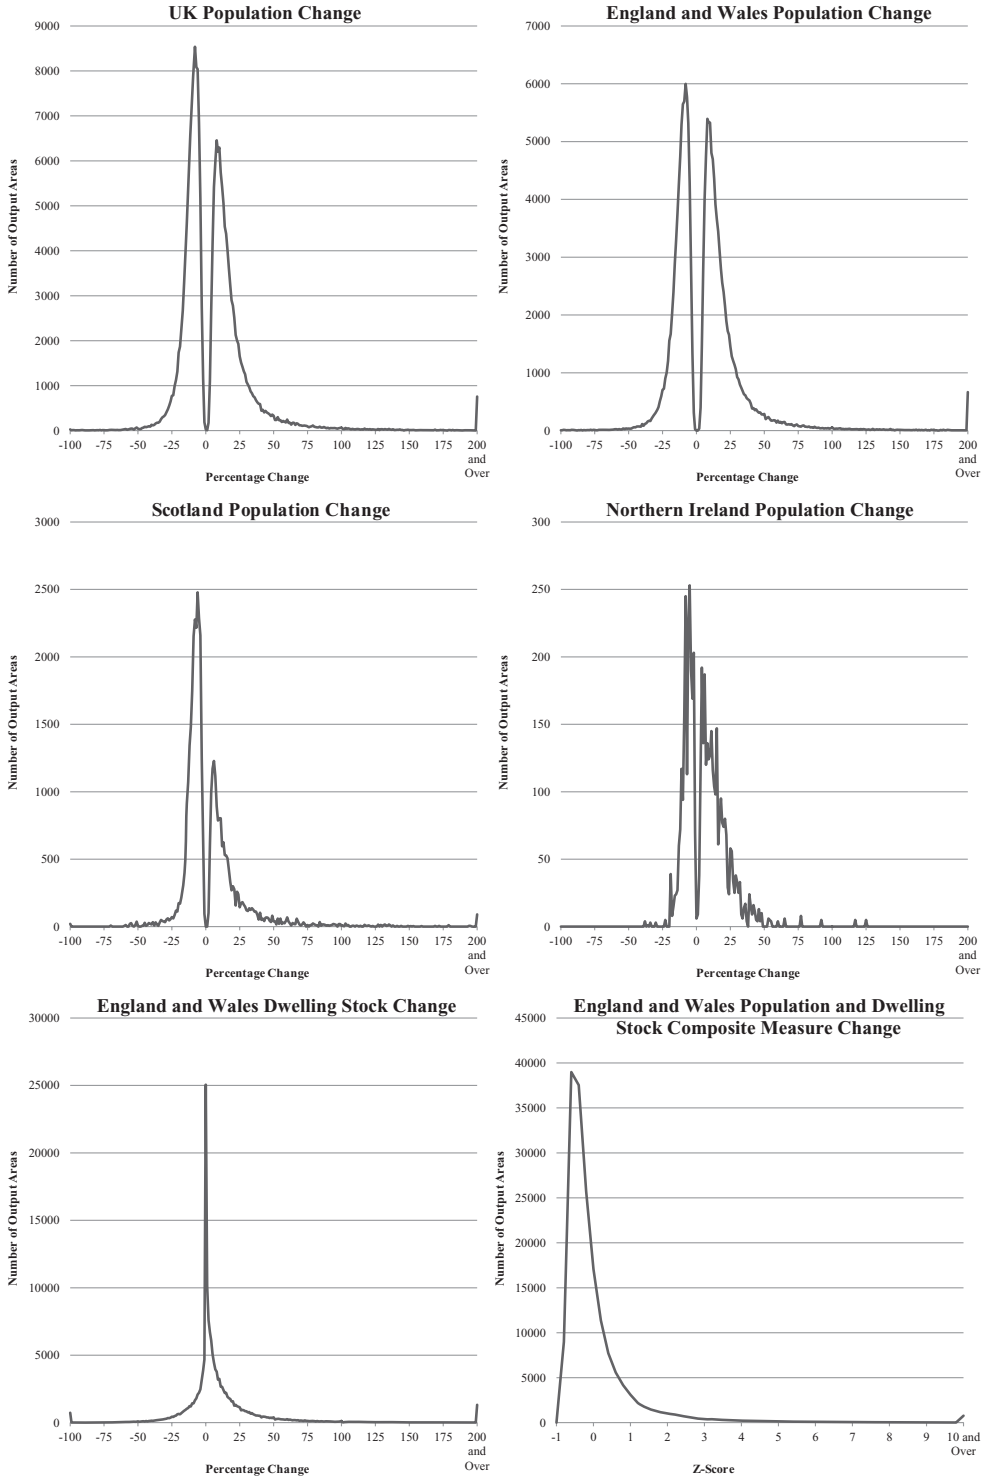 UK Population Change
9000
8000
7000
6000
5000
4000
3000
2000
1000
0
Number of Output Areas
-100 -75 -50 -25 0 25 50 75 100 125 150 175 200
and
Over
Percentage Change
England and Wales Population Change
7000
6000
5000
4000
3000
2000
1000
0
Number of Output Areas
-100 -75 -50 -25 0 25 50 75 100 125 150 175 200
and
Over
Percentage Change
Scotland Population Change
3000
2500
2000
1500
1000
500
0
Number of Output Areas
-100 -75 -50 -25 0 25 50 75 100 125 150 175 200
and
Over
Percentage Change
Northern Ireland Population Change
300
250
200
150
100
50
0
Number of Output Areas
-100 -75 -50 -25 0 25 50 75 100 125 150 175 200
and
Over
Percentage Change
England and Wales Dwelling Stock Change
30000
25000
20000
15000
10000
5000
0
Number of Output Areas
-100 -75 -50 -25 0 25 50 75 100 125 150 175 200
and
Over
Percentage Change
England and Wales Population and Dwelling
Stock Composite Measure Change
45000
40000
35000
30000
25000
20000
15000
10000
5000
0
Number of Output Areas
-1 0 1 2 3 4 5 6 7 8 9 10 and
Over
Z-Score